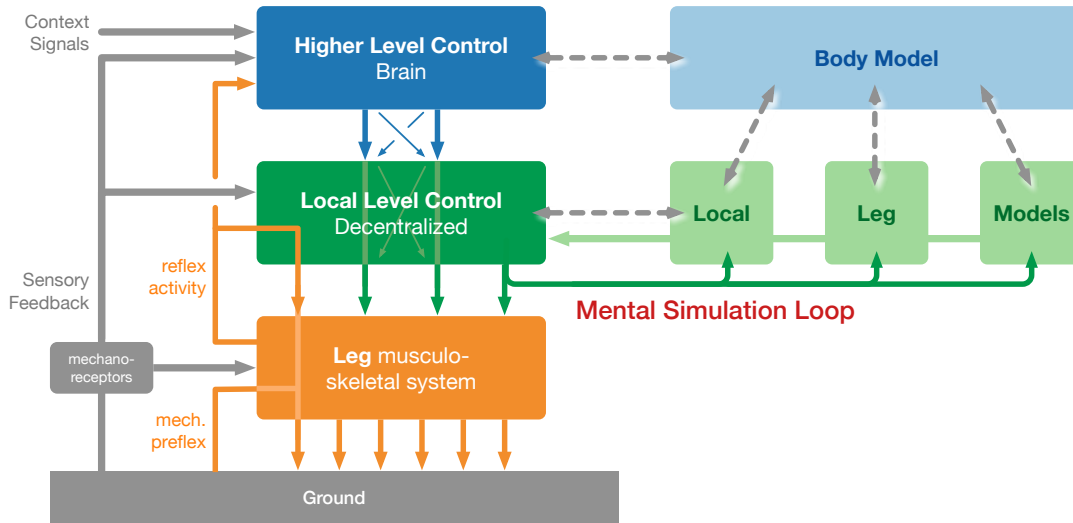 Context
Signals
Higher Level Control
Brain
Body Model
Local Level Control
Decentralized
Local
Leg
Models
reflex
activity
Sensory
Feedback
Mental Simulation Loop
mechano-
receptors
Leg musculo-
skeletal system
mech.
preflex
Ground